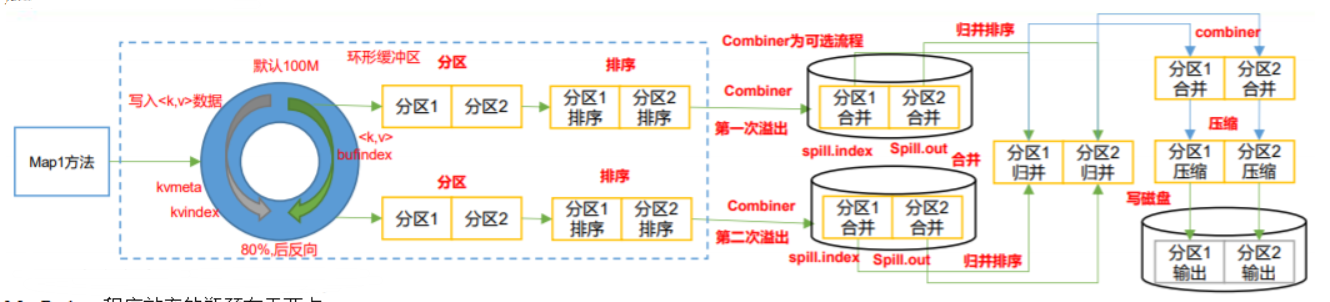 Map1方法
默认100M
环形缓冲区
写入<k,v>数据
<k,v>
bufindex
kvmeta
kvindex
80%,后反向
分区
分区1
分区2
排序
分区1
排序
分区2
排序
分区
分区1
分区2
排序
分区1
排序
分区2
排序
Combiner为可选流程
Combiner
第一次溢出
分区1
合并
分区2
合并
spill.index
Spill.out
Combiner
第二次溢出
分区1
合并
分区2
合并
spill.index
Spill.out
归并排序
合并
分区1
归并
分区2
归并
归并排序
combiner
分区1
合并
分区2
合并
压缩
分区1
压缩
分区2
压缩
写磁盘
分区1
输出
分区2
输出